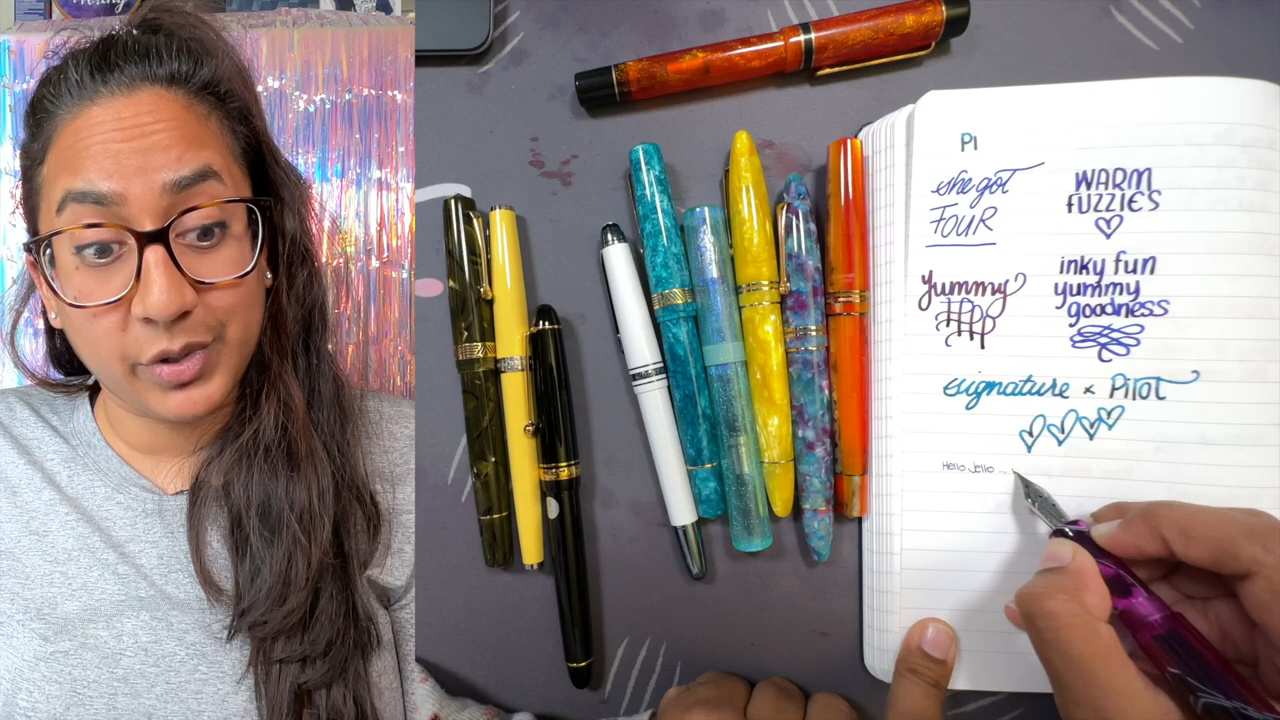 PI
she got
FOUR
WARM
FUZZIES
Yummy
inky fun
yummy
goodness
signature x Pilot
Hello Jello